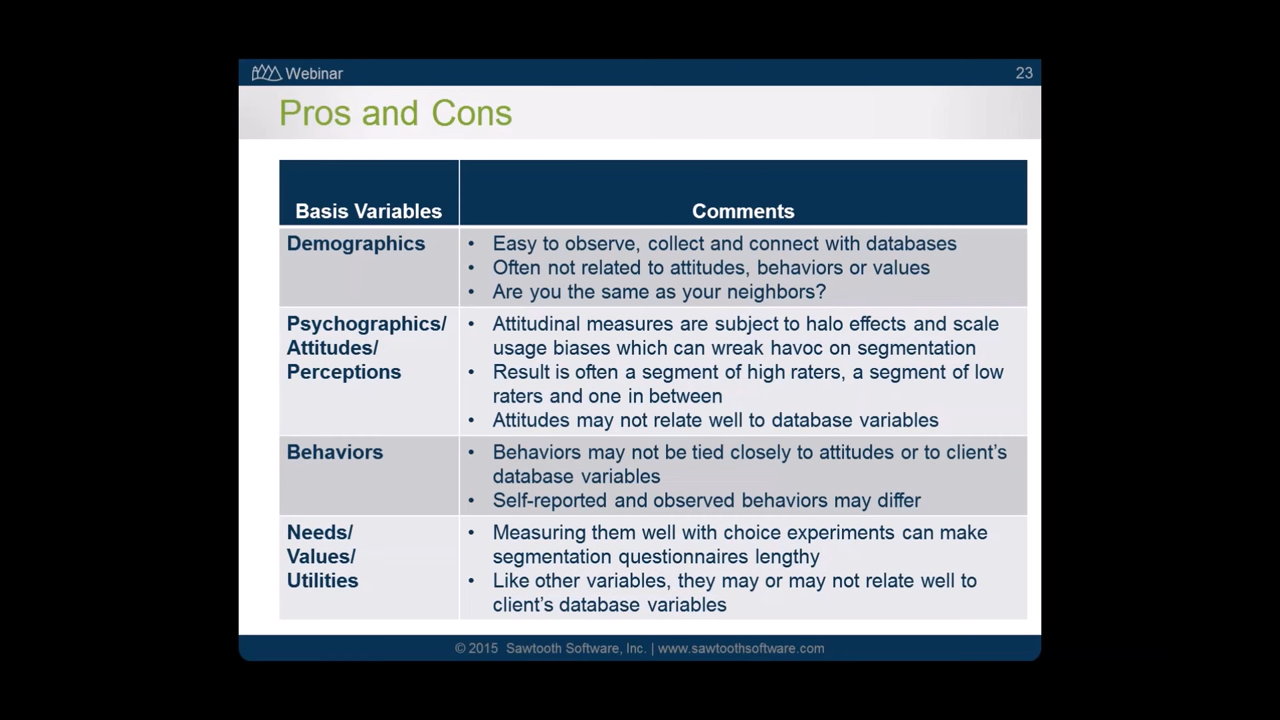 Webinar
23
Pros and Cons
Basis Variables
Comments
Demographics
• Easy to observe, collect and connect with databases
• Often not related to attitudes, behaviors or values
• Are you the same as your neighbors?
Psychographics/
Attitudes/
Perceptions
• Attitudinal measures are subject to halo effects and scale
usage biases which can wreak havoc on segmentation
• Result is often a segment of high raters, a segment of low
raters and one in between
• Attitudes may not relate well to database variables
Behaviors
• Behaviors may not be tied closely to attitudes or to client's
database variables
• Self-reported and observed behaviors may differ
Needs/
Values/
Utilities
• Measuring them well with choice experiments can make
segmentation questionnaires lengthy
• Like other variables, they may or may not relate well to
client's database variables
© 2015 Sawtooth Software, Inc. | www.sawtoothsoftware.com